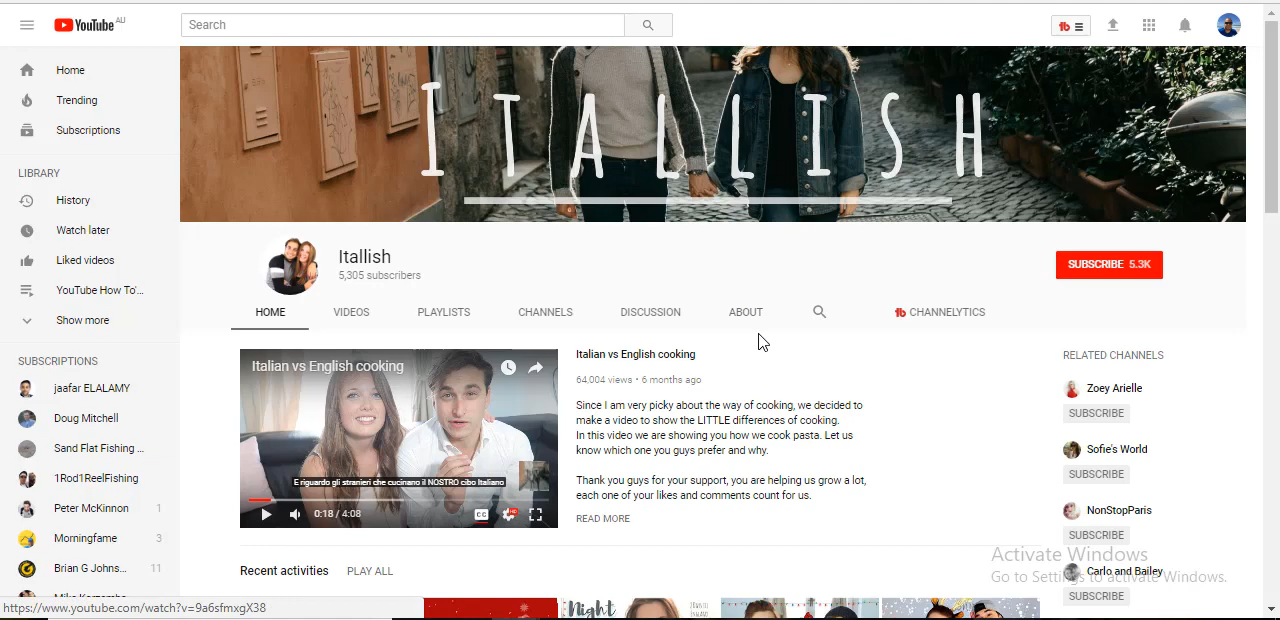 YouTube AU
Search
Home
Trending
Subscriptions
LIBRARY
History
Watch later
Liked videos
YouTube How To'...
Show more
SUBSCRIPTIONS
jaafar ELALAMY
Doug Mitchell
Sand Flat Fishing ...
1Rod1ReelFishing
Peter McKinnon 1
Morningfame 3
Brian G Johns... 11
https://www.youtube.com/watch?v=9a6sfmxgX38
ITALLISH
Itallish
5,305 subscribers
SUBSCRIBE 5.3K
HOME VIDEOS PLAYLISTS CHANNELS DISCUSSION ABOUT CHANNELYTICS
Italian vs English cooking
E riguardo gli stranieri che cucinano il NOSTRO cibo Italiano
0:18 / 4:08
CC
HD
Italian vs English cooking
64,004 views • 6 months ago
Since I am very picky about the way of cooking, we decided to
make a video to show the LITTLE differences of cooking.
In this video we are showing you how we cook pasta. Let us
know which one you guys prefer and why.
Thank you guys for your support, you are helping us grow a lot,
each one of your likes and comments count for us.
READ MORE
RELATED CHANNELS
Zoey Arielle
SUBSCRIBE
Sofie's World
SUBSCRIBE
NonStopParis
SUBSCRIBE
Carlo and Bailey
SUBSCRIBE
Activate Windows
Go to Settings to activate Windows.
Recent activities PLAY ALL
Night